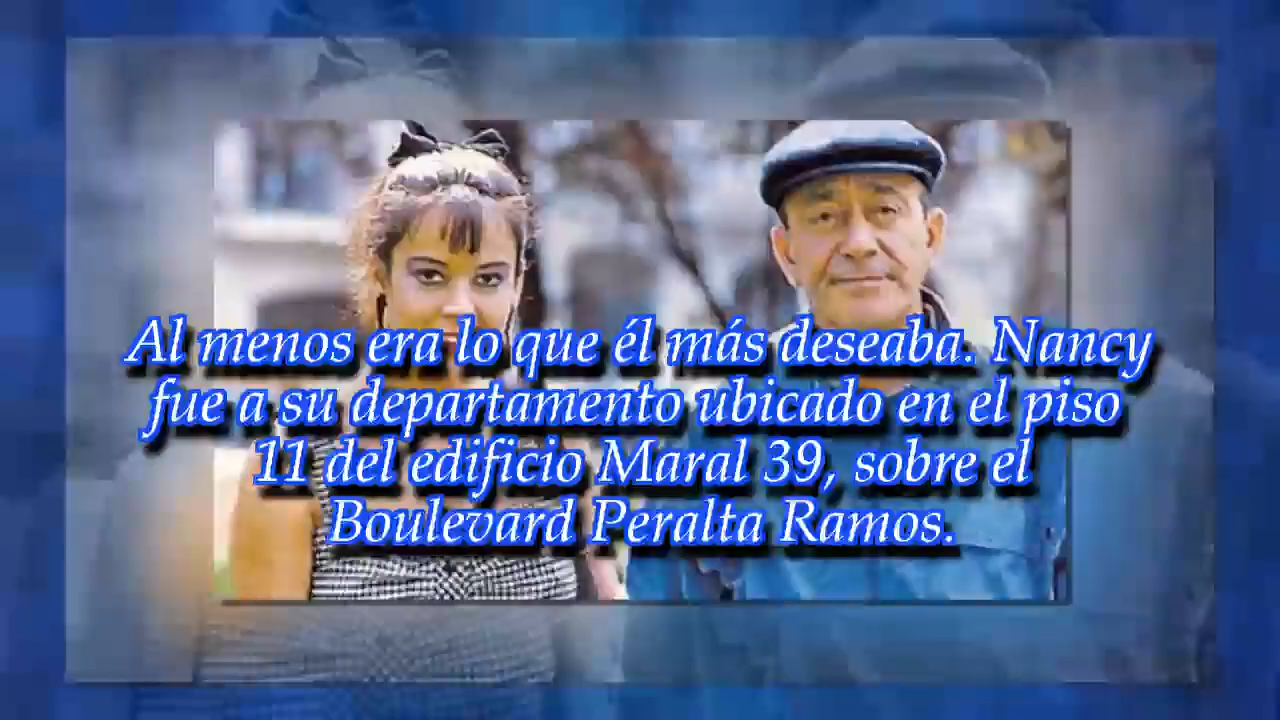 Al menos era lo que él más deseaba. Nancy
fue a su departamento ubicado en el piso
11 del edificio Maral 39, sobre el
Boulevard Peralta Ramos.